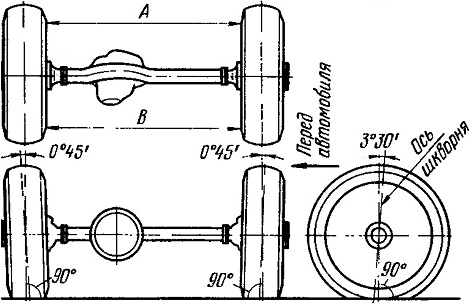 А
В
0°45'
0°45'
Перед
автомобиля
3°30'
Ось
шкворня
90°
90°
90°